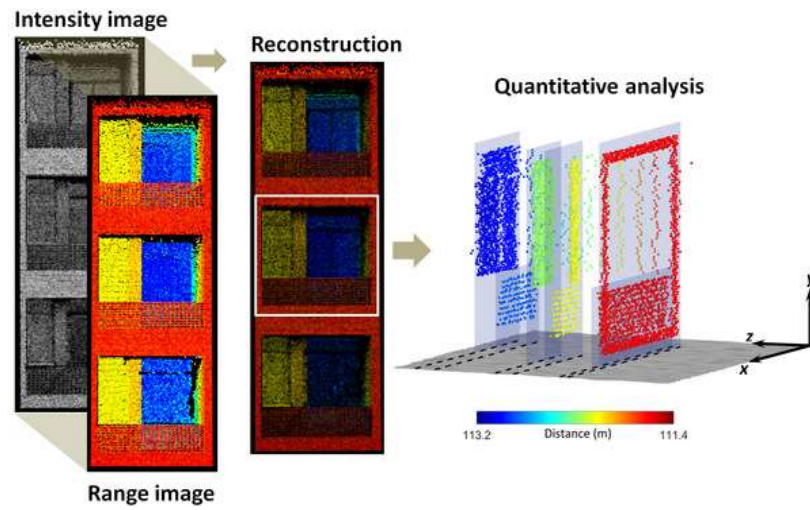 Intensity image
Reconstruction
Quantitative analysis
y
z
x
113.2
Distance (m)
111.4
Range image